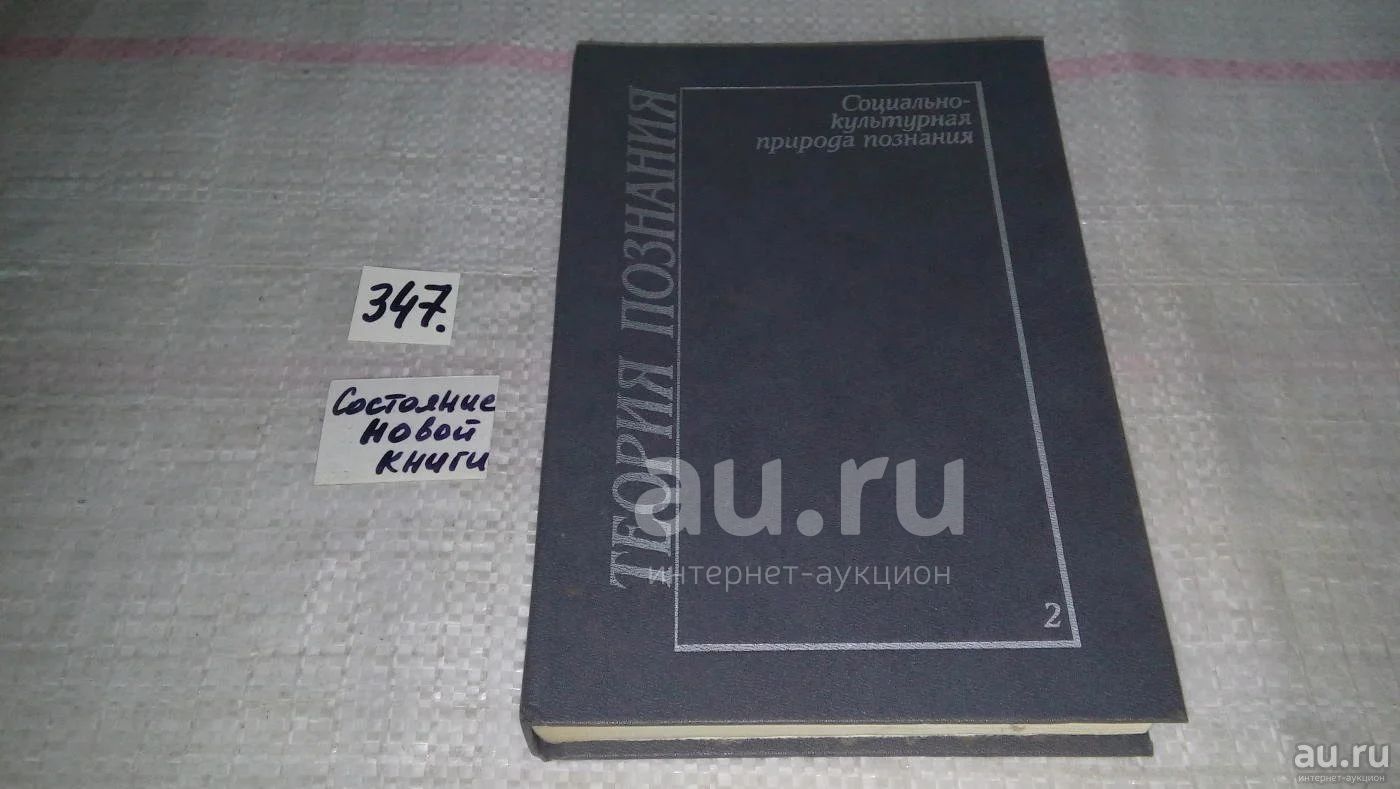 Социально-
культурная
природа познания
ТЕОРИЯ ПОЗНАНИЯ
347.
Состояние
новой
книги
au.ru
интернет-аукцион
2
au.ru
интернет-аукцион